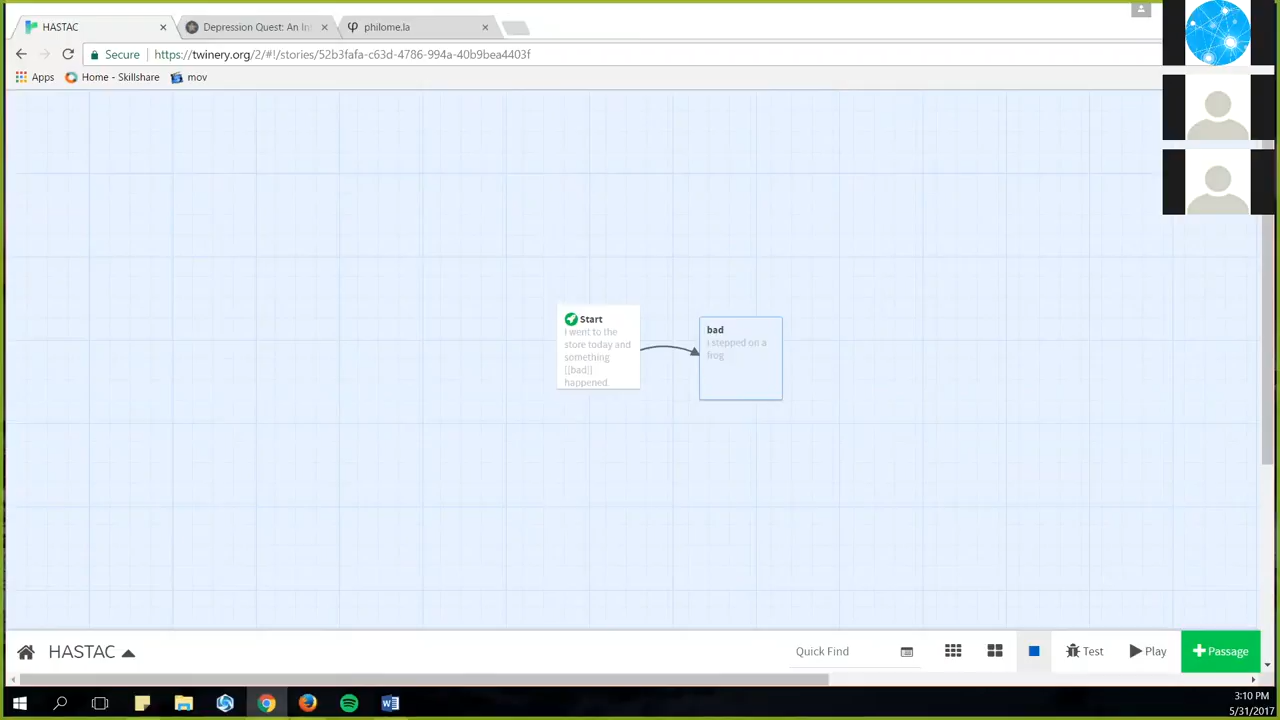 HASTAC
Depression Quest: An Int
philome.la
Secure
https://twinery.org/2/#!/stories/52b3fafa-c63d-4786-994a-40b9bea4403f
Apps
Home - Skillshare
mov
Start
I went to the
store today and
something
[[bad]]
happened.
bad
i stepped on a
frog
HASTAC
Quick Find
Test
Play
+Passage
3:10 PM
5/31/2017